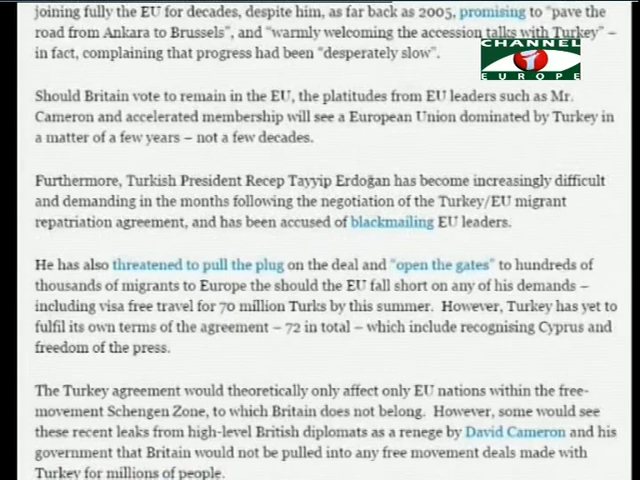 joining fully the EU for decades, despite him, as far back as 2005, promising to “pave the
road from Ankara to Brussels”, and “warmly welcoming the accession talks with Turkey” –
in fact, complaining that progress had been “desperately slow”.
CHANNEL
i
EUROPE
Should Britain vote to remain in the EU, the platitudes from EU leaders such as Mr.
Cameron and accelerated membership will see a European Union dominated by Turkey in
a matter of a few years – not a few decades.
Furthermore, Turkish President Recep Tayyip Erdoğan has become increasingly difficult
and demanding in the months following the negotiation of the Turkey/EU migrant
repatriation agreement, and has been accused of blackmailing EU leaders.
He has also threatened to pull the plug on the deal and “open the gates” to hundreds of
thousands of migrants to Europe the should the EU fall short on any of his demands –
including visa free travel for 70 million Turks by this summer. However, Turkey has yet to
fulfil its own terms of the agreement – 72 in total – which include recognising Cyprus and
freedom of the press.
The Turkey agreement would theoretically only affect only EU nations within the free-
movement Schengen Zone, to which Britain does not belong. However, some would see
these recent leaks from high-level British diplomats as a renege by David Cameron and his
government that Britain would not be pulled into any free movement deals made with
Turkey for millions of people.